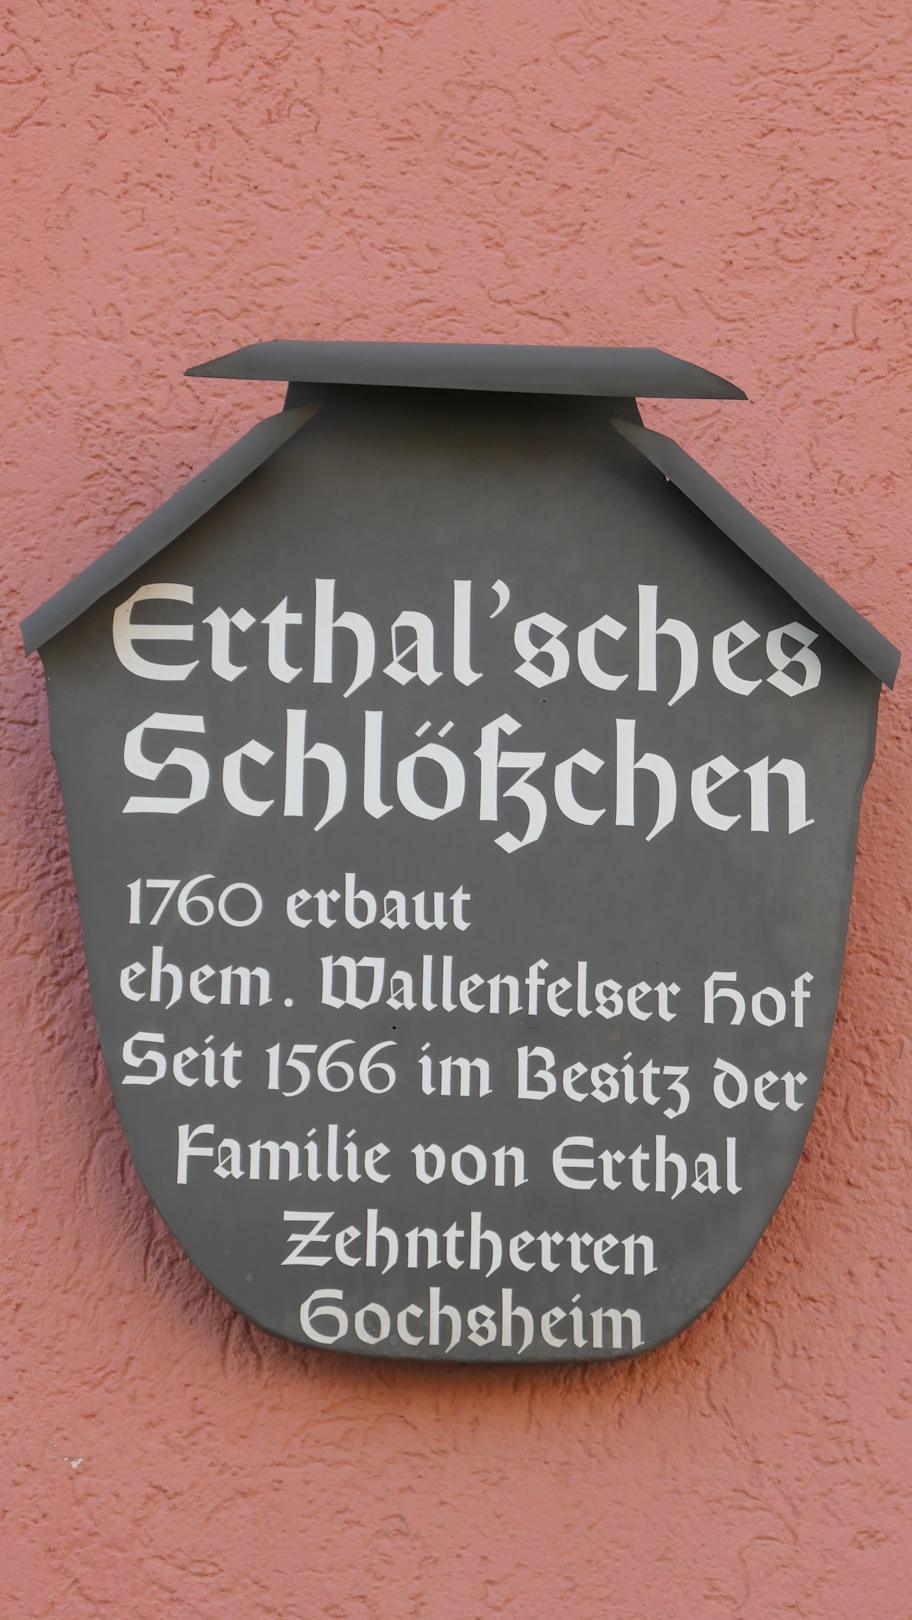 Erthal'sches
Schlößchen
1760 erbaut
ehem. Wallenfelser Hof
Seit 1566 im Besitz der
Familie von Erthal
Zehntherren
Gochsheim